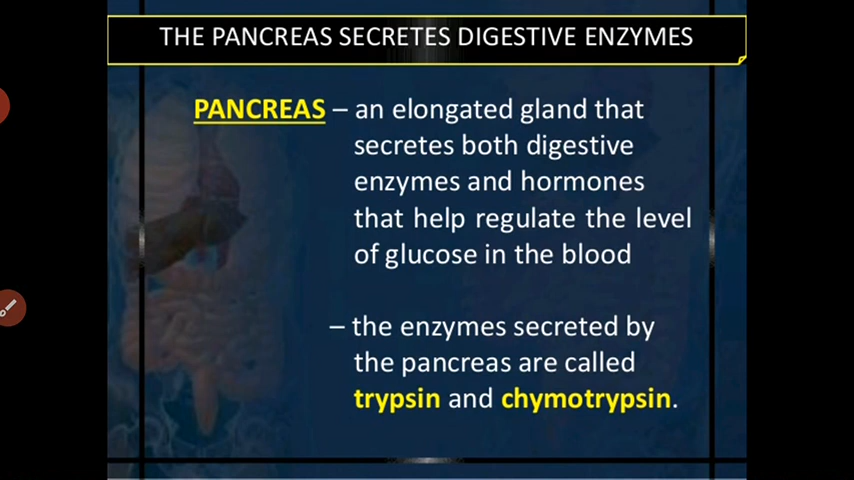 THE PANCREAS SECRETES DIGESTIVE ENZYMES
PANCREAS – an elongated gland that
secretes both digestive
enzymes and hormones
that help regulate the level
of glucose in the blood
– the enzymes secreted by
the pancreas are called
trypsin and chymotrypsin.